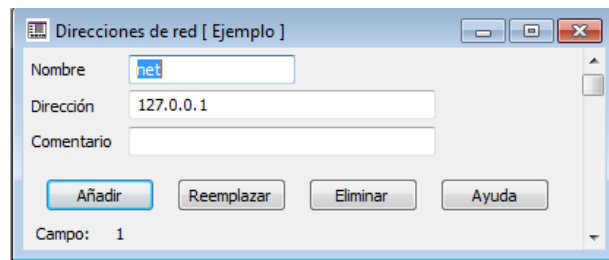 Direcciones de red [ Ejemplo ]
Nombre net
Dirección 127.0.0.1
Comentario
Añadir Reemplazar Eliminar Ayuda
Campo: 1